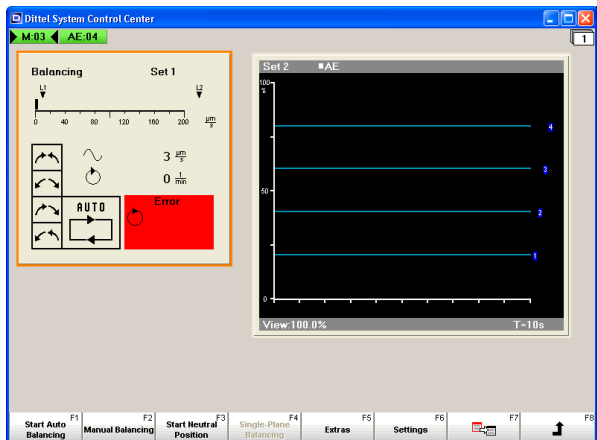 Dittel System Control Center
M:03 AE:04
1
Balancing Set 1
L1 L2
0 40 80 120 160 200 µm/s
3 µm/s
0 1/min
AUTO
Error
Set 2 AE
100
%
4
3
50
2
1
0
View:100.0% T=10s
F1 F2 F3 F4 F5 F6 F7 F8
Start Auto Balancing
Manual Balancing
Start Neutral Position
Single-Plane Balancing
Extras
Settings